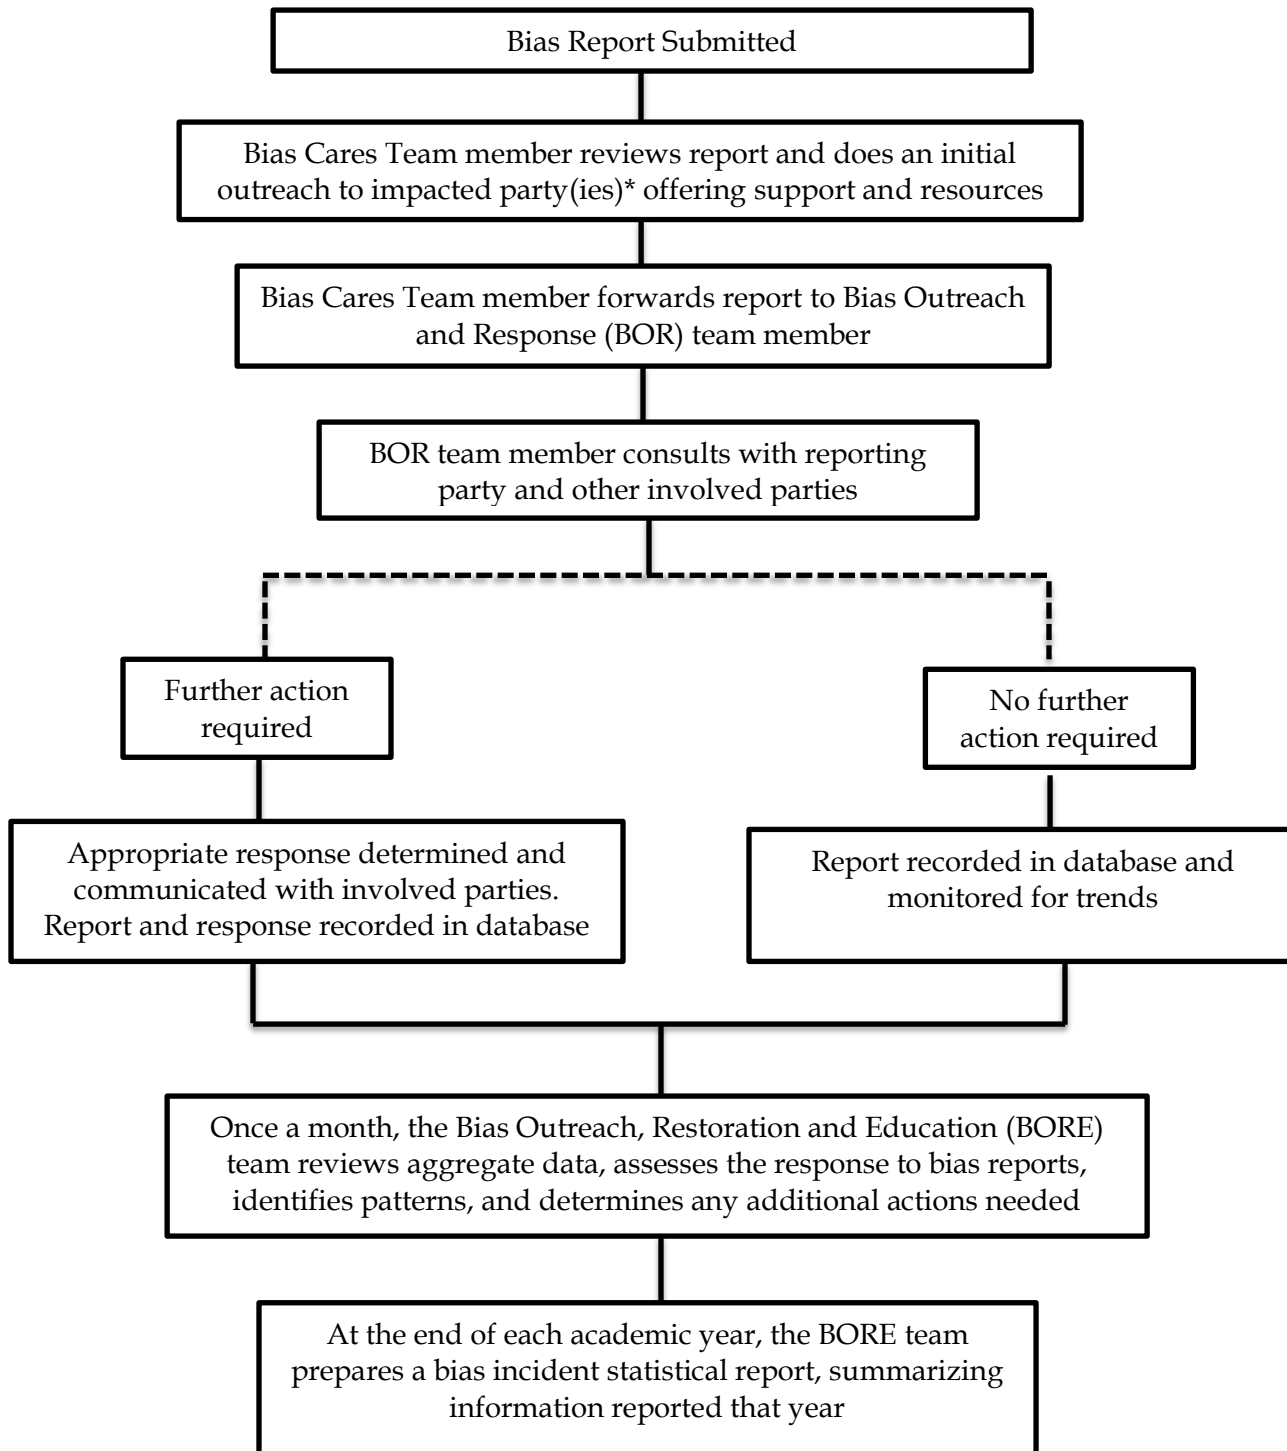 Bias Report Submitted
Bias Cares Team member reviews report and does an initial
outreach to impacted party(ies)* offering support and resources
Bias Cares Team member forwards report to Bias Outreach
and Response (BOR) team member
BOR team member consults with reporting
party and other involved parties
Further action
required
No further
action required
Appropriate response determined and
communicated with involved parties.
Report and response recorded in database
Report recorded in database and
monitored for trends
Once a month, the Bias Outreach, Restoration and Education (BORE)
team reviews aggregate data, assesses the response to bias reports,
identifies patterns, and determines any additional actions needed
At the end of each academic year, the BORE team
prepares a bias incident statistical report, summarizing
information reported that year